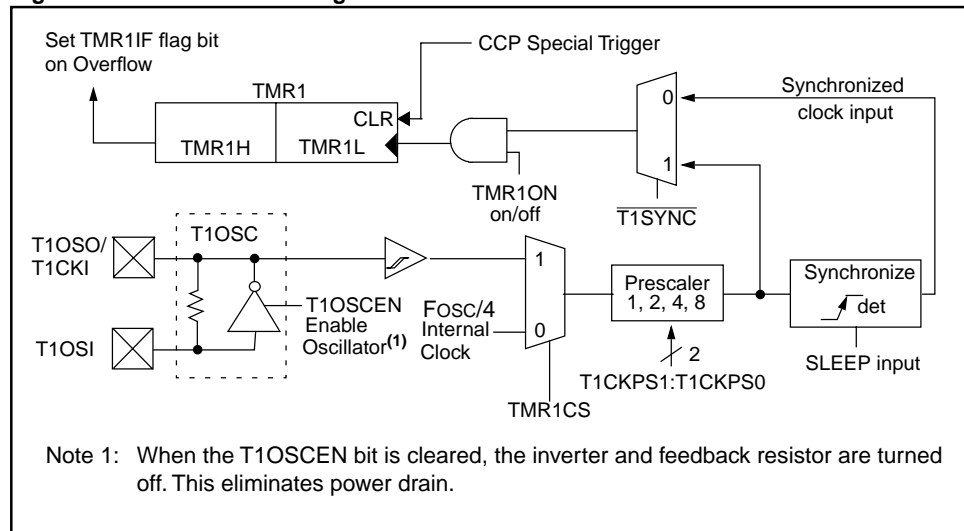 Set TMR1IF flag bit
on Overflow
TMR1
CCP Special Trigger
CLR
TMR1H
TMR1L
TMR1ON
on/off
0
1
T1SYNC
Synchronized
clock input
T1OSC
T1OSO/
T1CKI
T1OSI
T1OSCEN
Enable
Oscillator(1)
FOSC/4
Internal
Clock
1
0
TMR1CS
Prescaler
1, 2, 4, 8
2
T1CKPS1:T1CKPS0
Synchronize
det
SLEEP input
Note 1: When the T1OSCEN bit is cleared, the inverter and feedback resistor are turned
off. This eliminates power drain.